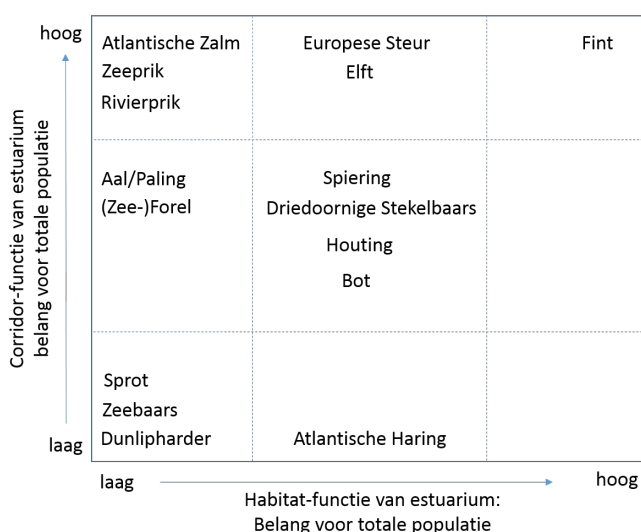 hoog
Corridor-functie van estuarium
belang voor totale populatie
laag
Atlantische Zalm
Zeeprik
Rivierprik
Europese Steur
Elft
Fint
Aal/Paling
(Zee-)Forel
Spiering
Driedoornige Stekelbaars
Houting
Bot
Sprot
Zeebaars
Dunlipharder
Atlantische Haring
laag
hoog
Habitat-functie van estuarium:
Belang voor totale populatie